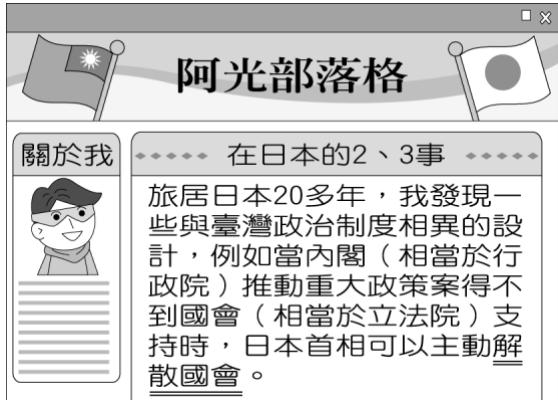 阿光部落格
關於我
在日本的2、3事
旅居日本20多年，我發現一
些與臺灣政治制度相異的設
計，例如當內閣（相當於行
政院）推動重大政策案得不
到國會（相當於立法院）支
持時，日本首相可以主動解
散國會。